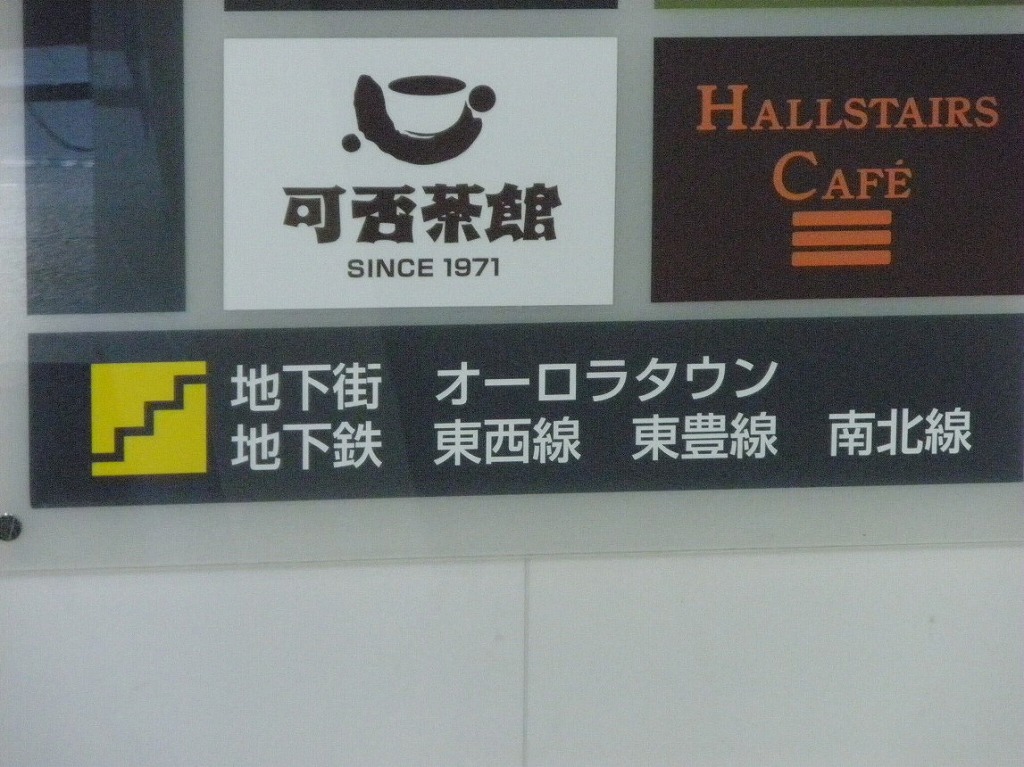 可否茶館
SINCE 1971
HALLSTAIRS
CAFÉ
地下街 オーロラタウン
地下鉄 東西線 東豊線 南北線